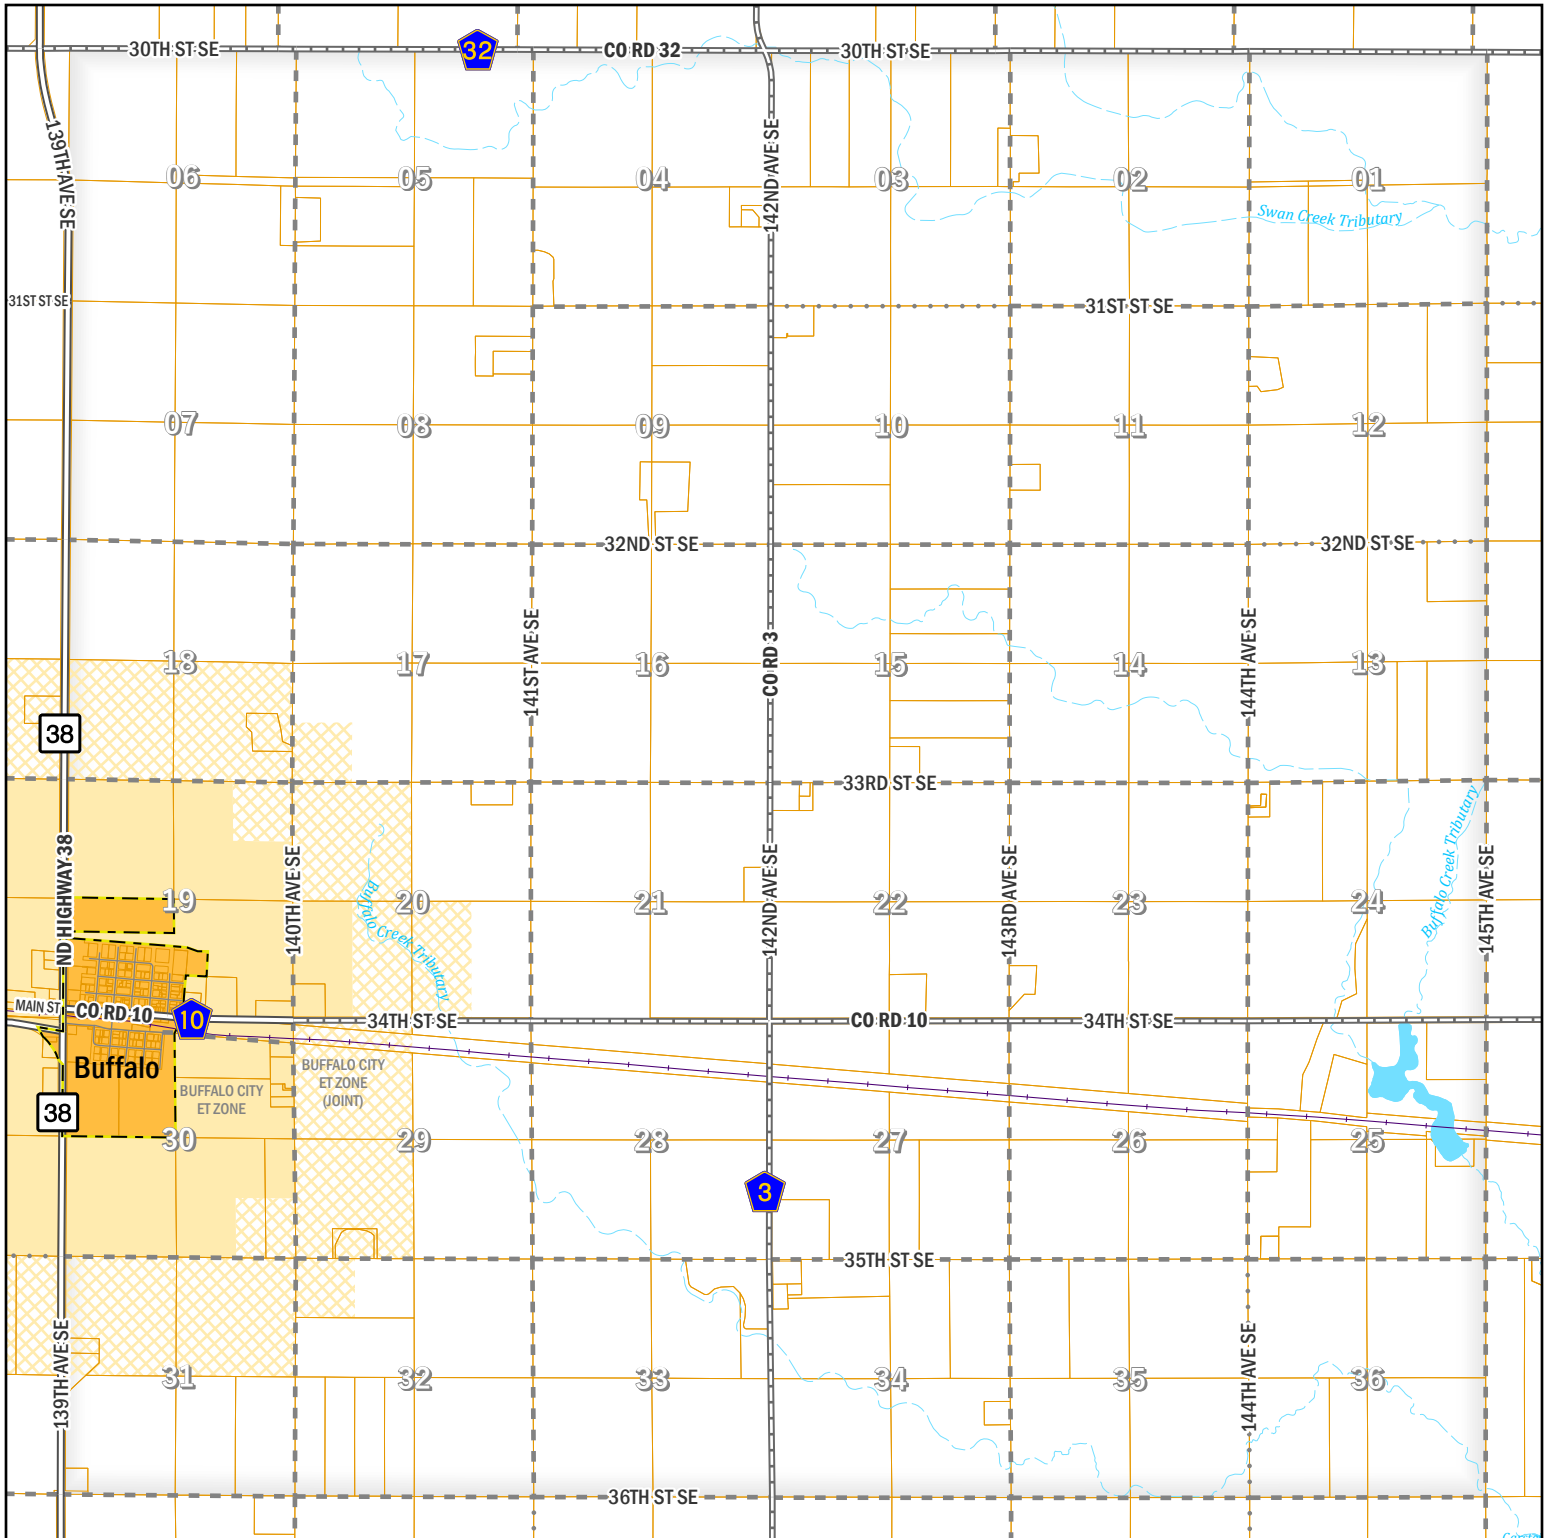 30TH ST SE
32
CO RD 32
30TH ST SE
139TH AVE SE
142ND AVE SE
06
05
04
03
02
01
Swan Creek Tributary
31ST ST SE
31ST ST SE
07
08
09
10
11
12
32ND ST SE
32ND ST SE
141ST AVE SE
CO RD 3
144TH AVE SE
18
17
16
15
14
13
38
33RD ST SE
ND HIGHWAY 38
140TH AVE SE
142ND AVE SE
143RD AVE SE
145TH AVE SE
Buffalo Creek Tributary
Buffalo Creek Tributary
19
20
21
22
23
24
MAIN ST
CO RD 10
10
34TH ST SE
CO RD 10
34TH ST SE
Buffalo
BUFFALO CITY
ET ZONE
BUFFALO CITY
ET ZONE
(JOINT)
38
30
29
28
27
26
25
3
35TH ST SE
139TH AVE SE
144TH AVE SE
31
32
33
34
35
36
36TH ST SE